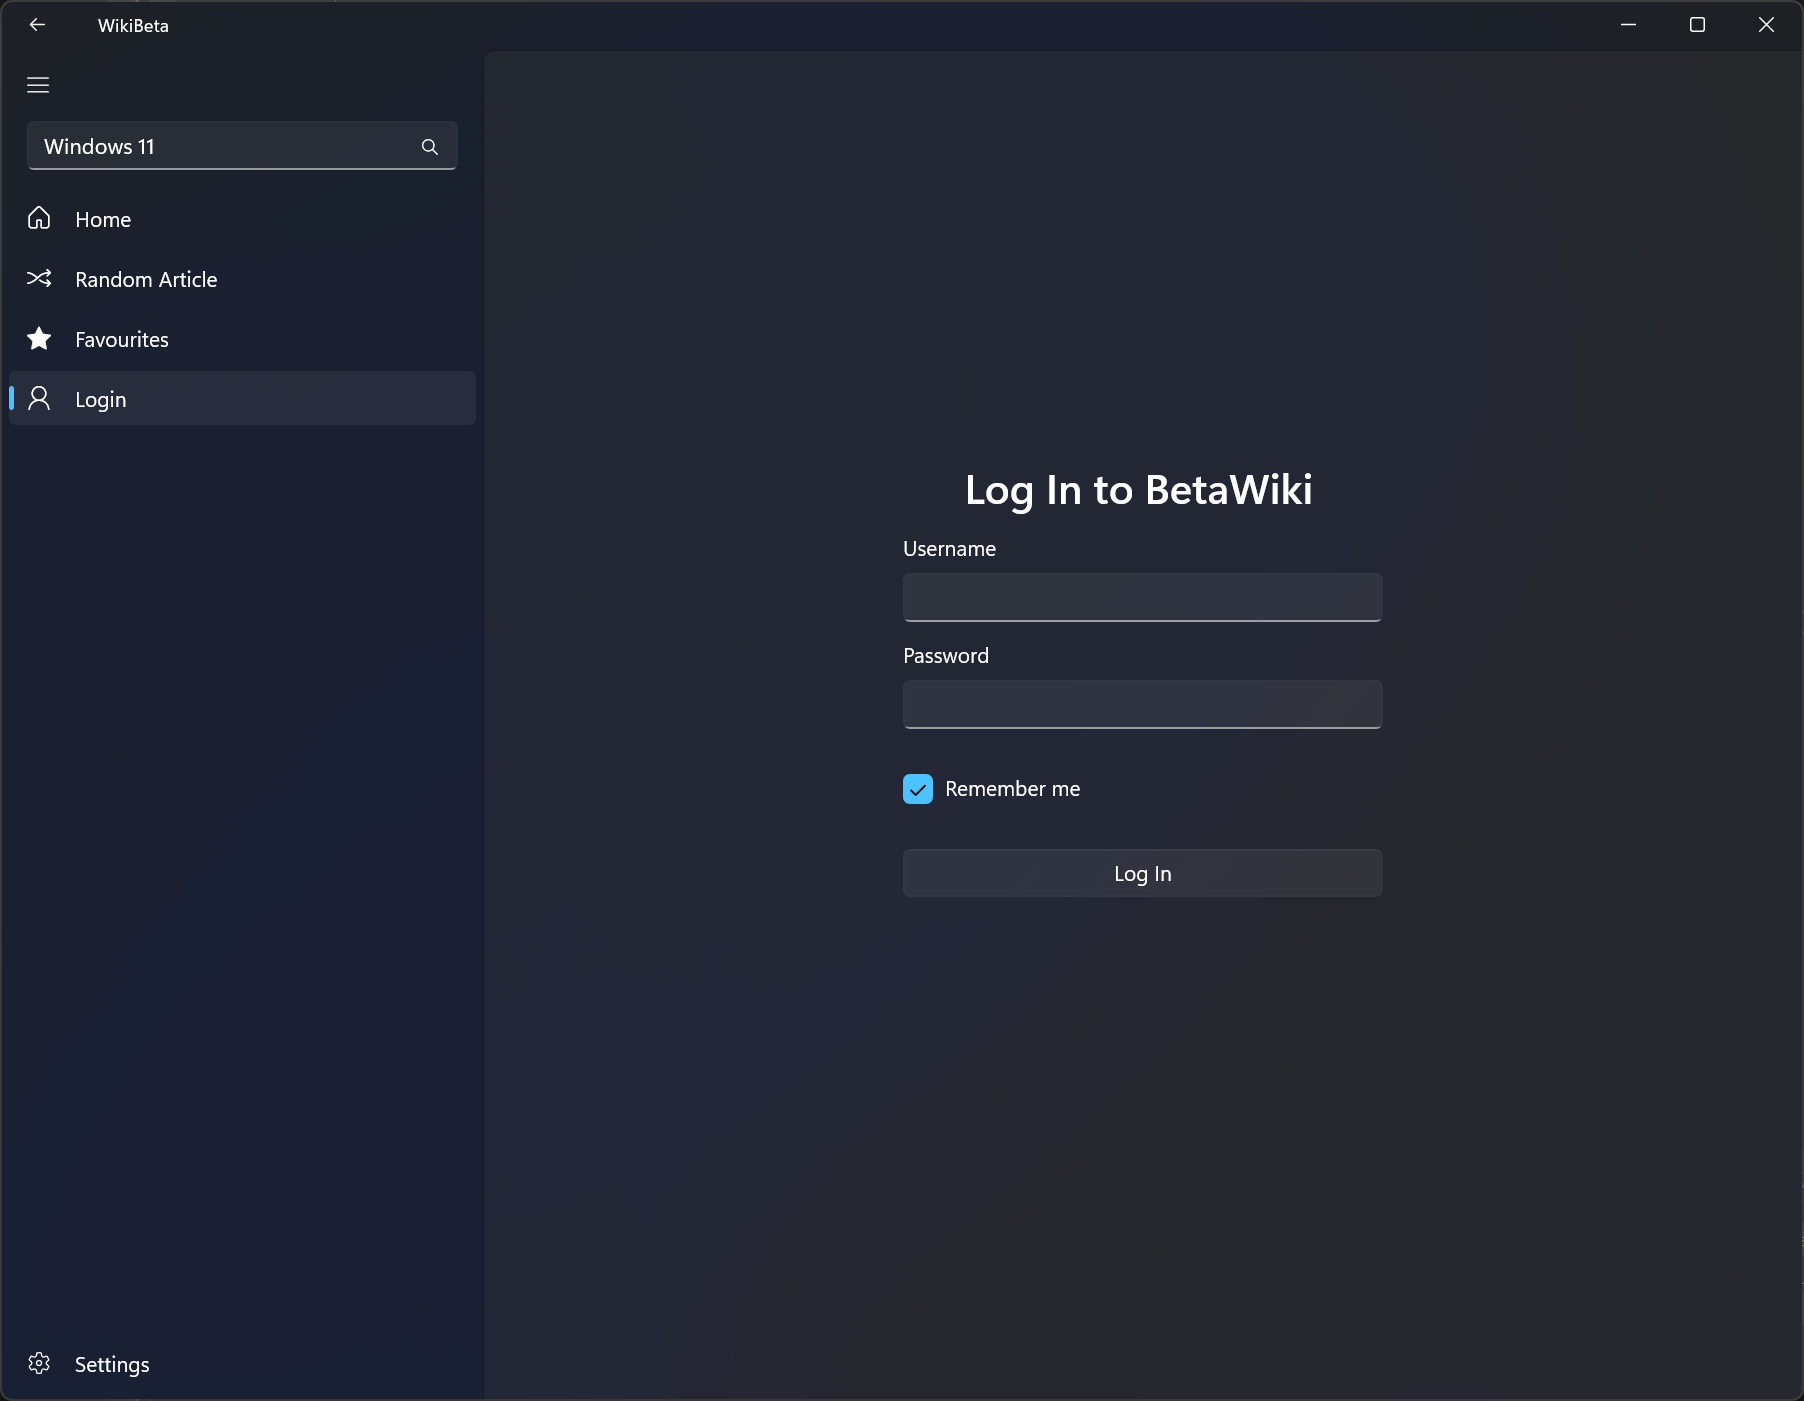 WikiBeta
Windows 11
Home
Random Article
Favourites
Login
Log In to BetaWiki
Username
Password
Remember me
Log In
Settings